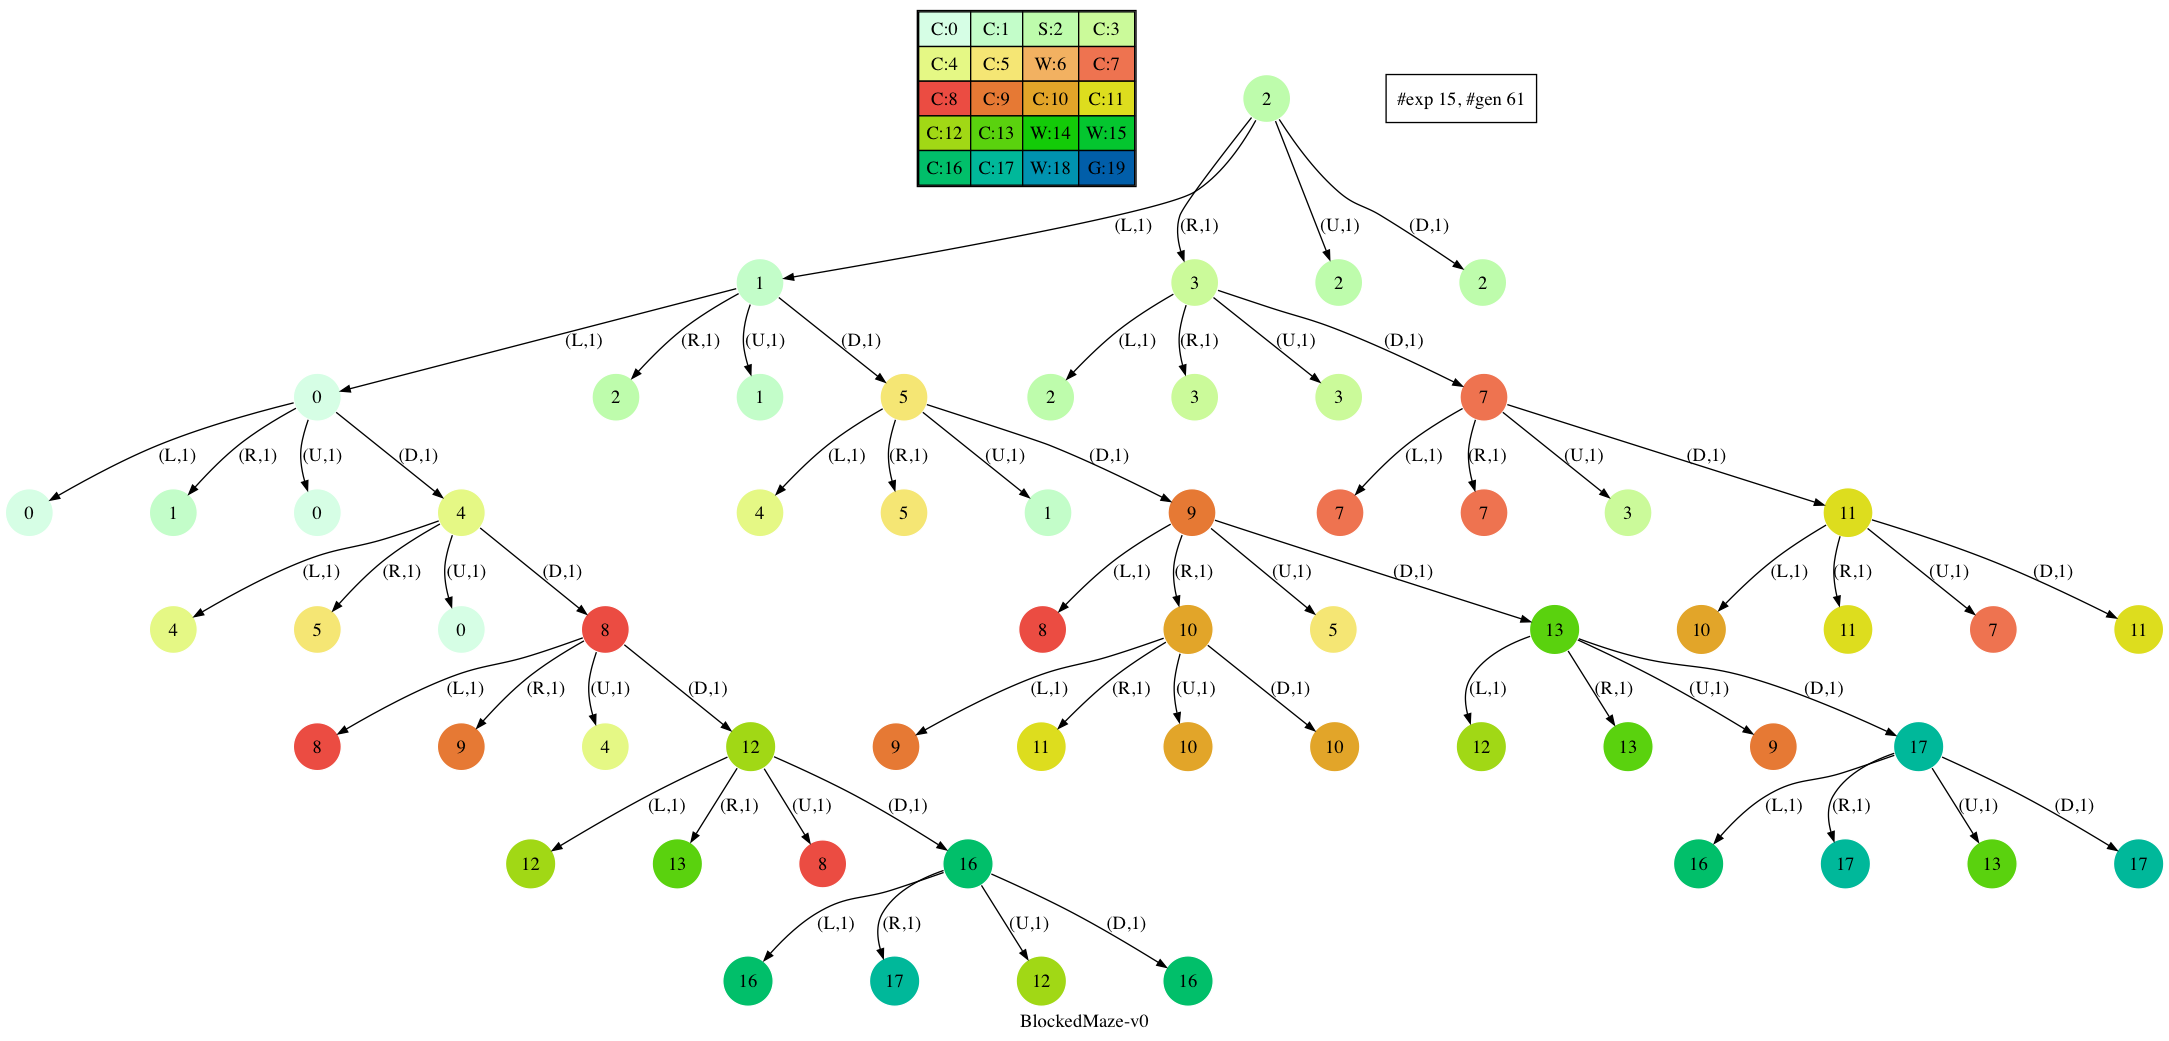 C:0 C:1 S:2 C:3
C:4 C:5 W:6 C:7
C:8 C:9 C:10 C:11
C:12 C:13 W:14 W:15
C:16 C:17 W:18 G:19
2
#exp 15, #gen 61
(L,1) (R,1) (U,1) (D,1)
1 3 2 2
(L,1) (R,1) (U,1) (D,1) (L,1) (R,1) (U,1) (D,1)
0 2 1 5 2 3 3 7
(L,1) (R,1) (U,1) (D,1) (L,1) (R,1) (U,1) (D,1) (L,1) (R,1) (U,1) (D,1)
0 1 0 4 4 5 1 9 7 7 3 11
(L,1) (R,1) (U,1) (D,1) (L,1) (R,1) (U,1) (D,1) (L,1) (R,1) (U,1) (D,1)
4 5 0 8 8 10 5 13 10 11 7 11
(L,1) (R,1) (U,1) (D,1) (L,1) (R,1) (U,1) (D,1) (L,1) (R,1) (U,1) (D,1)
8 9 4 12 9 11 10 10 12 13 9 17
(L,1) (R,1) (U,1) (D,1) (L,1) (R,1) (U,1) (D,1)
12 13 8 16 16 17 13 17
(L,1) (R,1) (U,1) (D,1)
16 17 12 16
BlockedMaze-v0